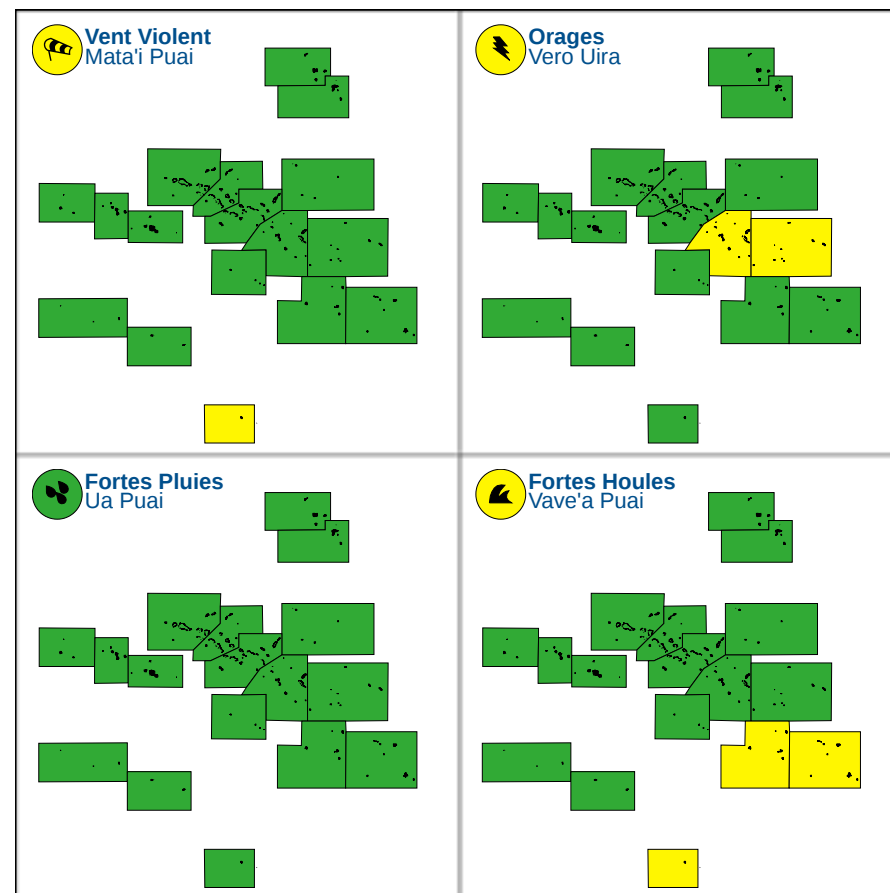 Vent Violent
Mata'i Puai
Orages
Vero Uira
Fortes Pluies
Ua Puai
Fortes Houles
Vave'a Puai